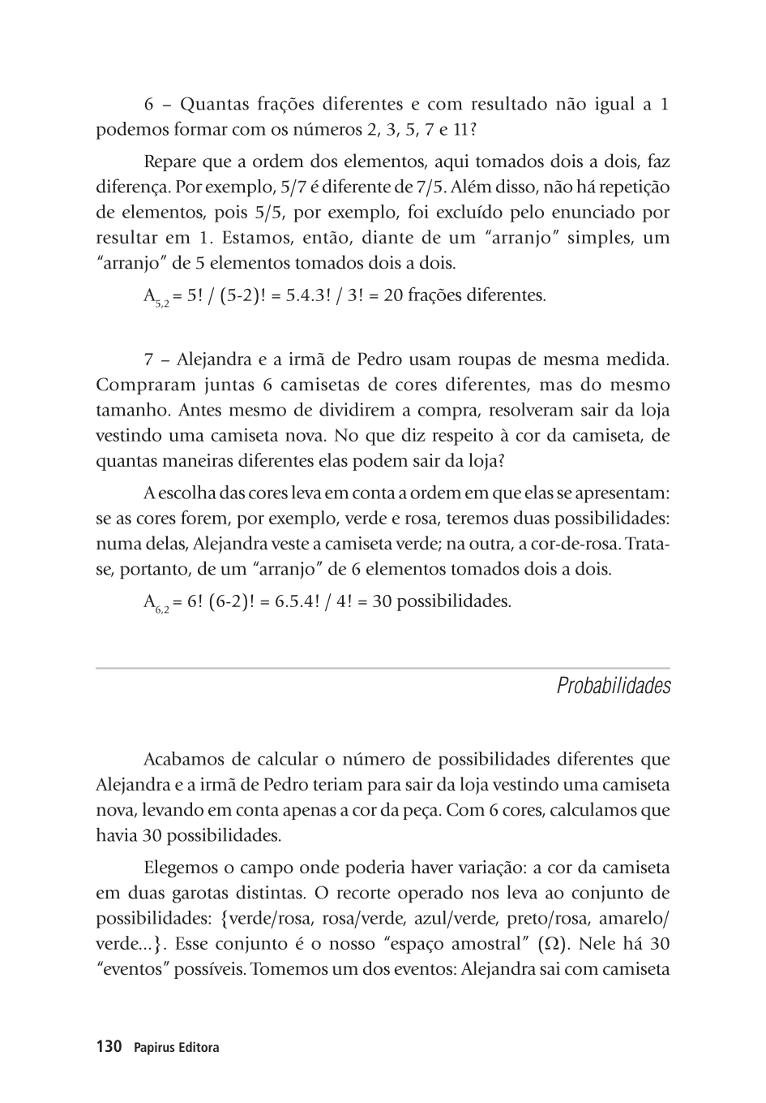 6 – Quantas frações diferentes e com resultado não igual a 1
podemos formar com os números 2, 3, 5, 7 e 11?
Repare que a ordem dos elementos, aqui tomados dois a dois, faz
diferença. Por exemplo, 5/7 é diferente de 7/5. Além disso, não há repetição
de elementos, pois 5/5, por exemplo, foi excluído pelo enunciado por
resultar em 1. Estamos, então, diante de um “arranjo” simples, um
“arranjo” de 5 elementos tomados dois a dois.
A5,2 = 5! / (5-2)! = 5.4.3! / 3! = 20 frações diferentes.
7 – Alejandra e a irmã de Pedro usam roupas de mesma medida.
Compraram juntas 6 camisetas de cores diferentes, mas do mesmo
tamanho. Antes mesmo de dividirem a compra, resolveram sair da loja
vestindo uma camiseta nova. No que diz respeito à cor da camiseta, de
quantas maneiras diferentes elas podem sair da loja?
A escolha das cores leva em conta a ordem em que elas se apresentam:
se as cores forem, por exemplo, verde e rosa, teremos duas possibilidades:
numa delas, Alejandra veste a camiseta verde; na outra, a cor-de-rosa. Trata-
se, portanto, de um “arranjo” de 6 elementos tomados dois a dois.
A6,2 = 6! (6-2)! = 6.5.4! / 4! = 30 possibilidades.
Probabilidades
Acabamos de calcular o número de possibilidades diferentes que
Alejandra e a irmã de Pedro teriam para sair da loja vestindo uma camiseta
nova, levando em conta apenas a cor da peça. Com 6 cores, calculamos que
havia 30 possibilidades.
Elegemos o campo onde poderia haver variação: a cor da camiseta
em duas garotas distintas. O recorte operado nos leva ao conjunto de
possibilidades: {verde/rosa, rosa/verde, azul/verde, preto/rosa, amarelo/
verde...}. Esse conjunto é o nosso “espaço amostral” (Ω). Nele há 30
“eventos” possíveis. Tomemos um dos eventos: Alejandra sai com camiseta
130 Papirus Editora